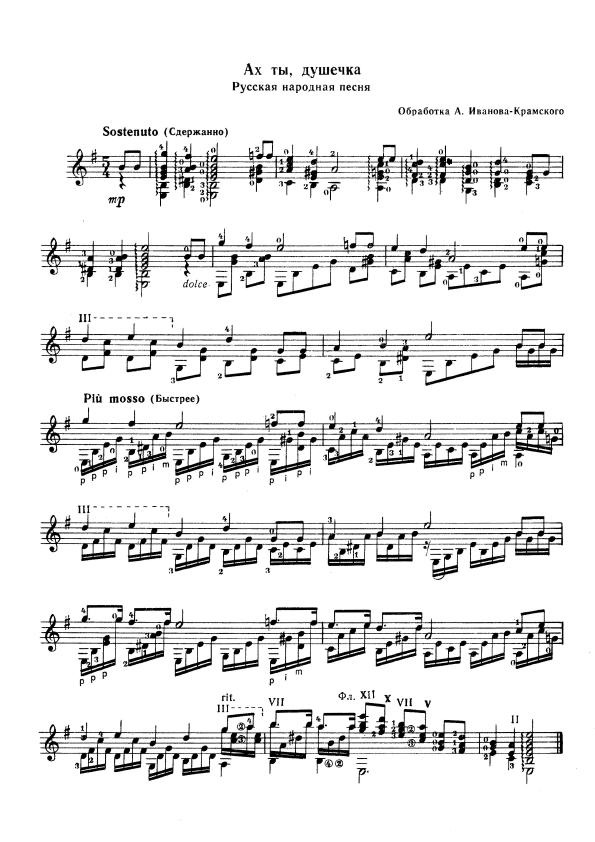 Ах ты, душечка
Русская народная песня
Обработка А. Иванова-Крамского
Sostenuto (Сдержанно)
mp
dolce
III
Più mosso (Быстрее)
p p p i p i m p p p i p i
p p i m a
III
p p p p i m
rit.
III VII Фл. XII X VII V II